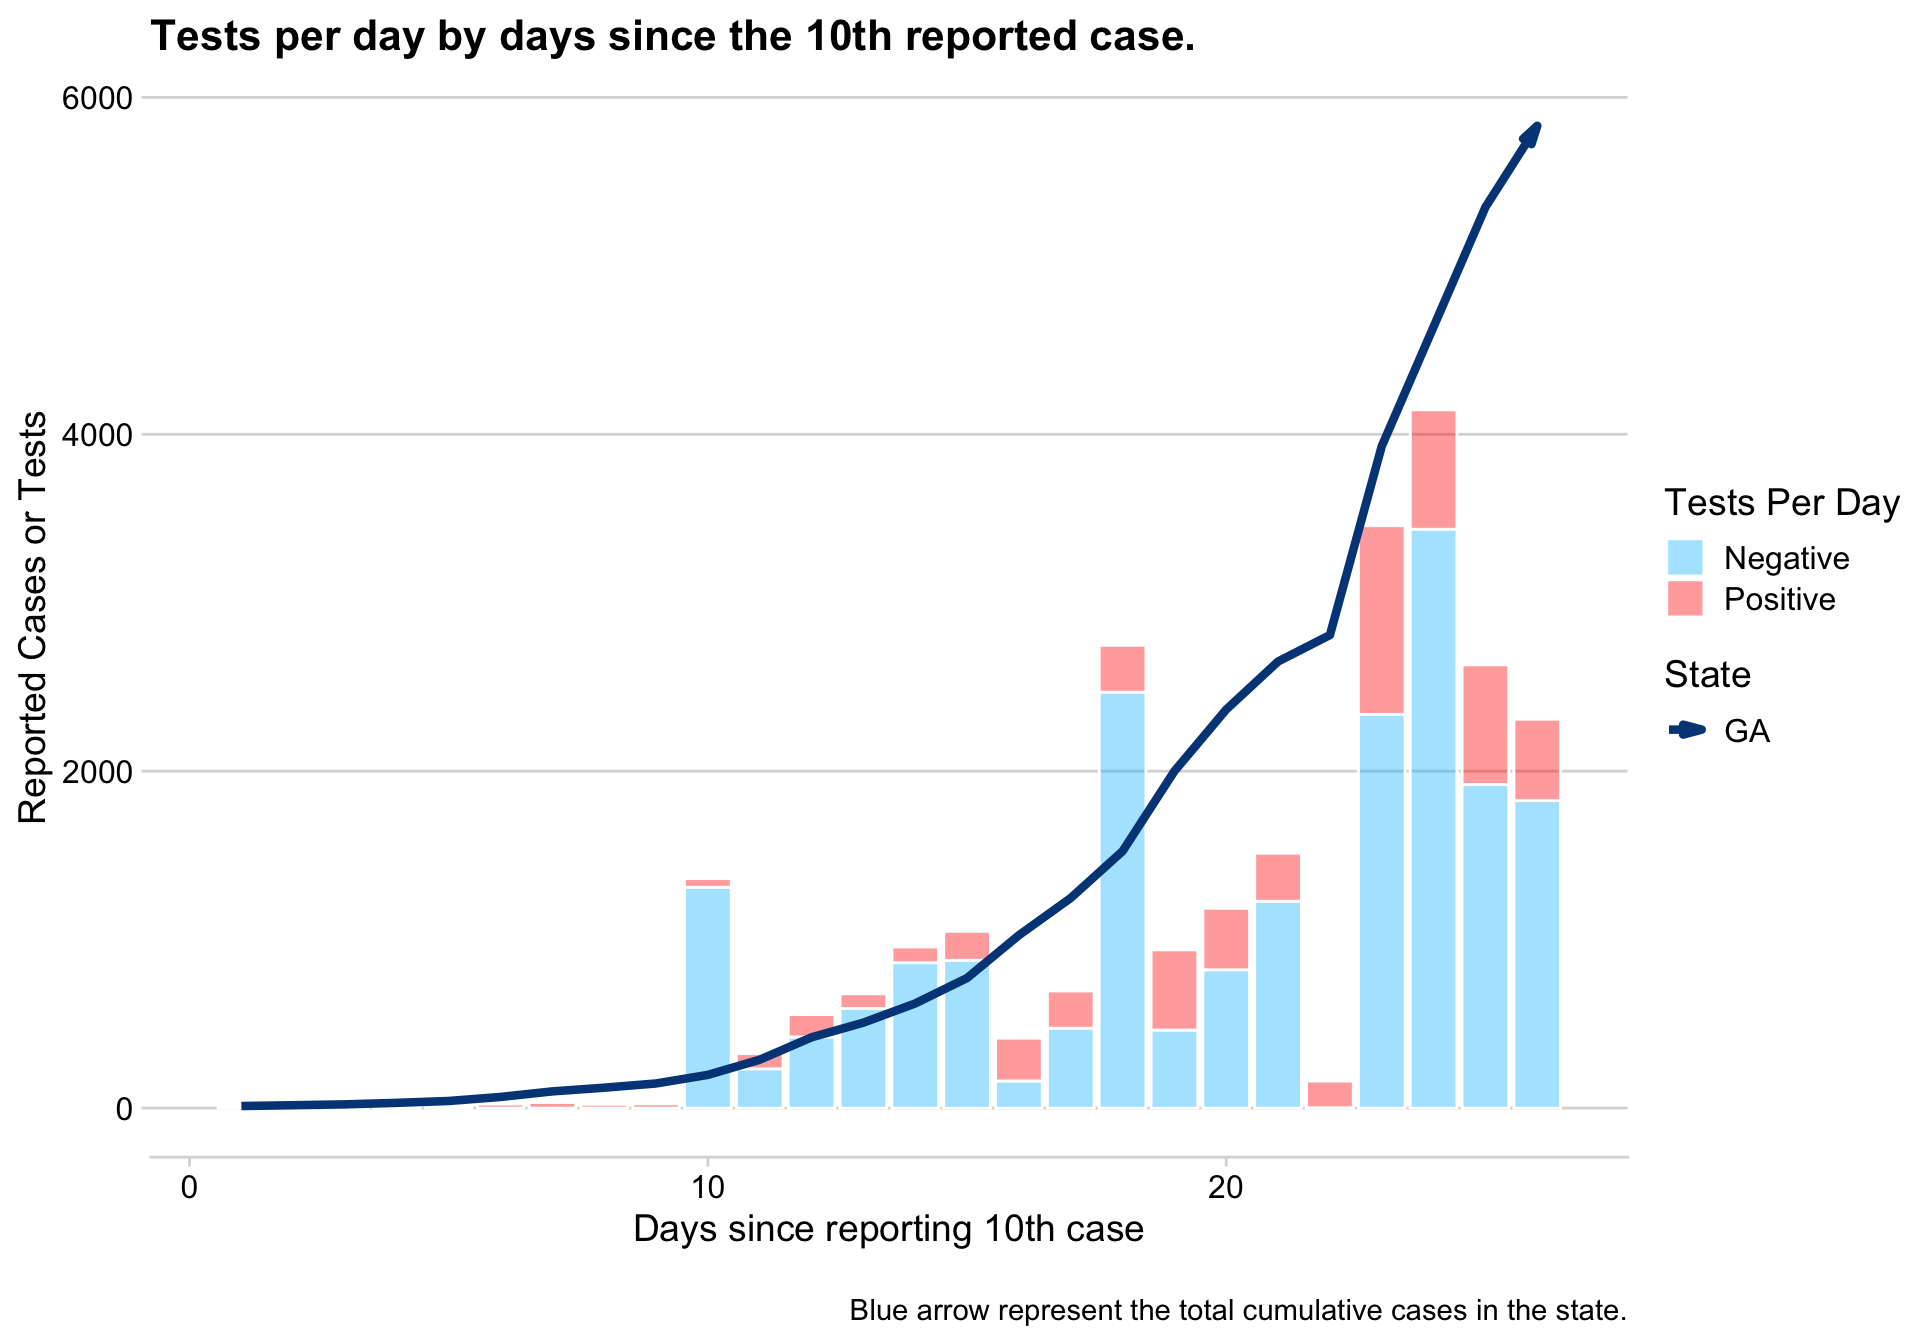 Tests per day by days since the 10th reported case.
6000
4000
2000
0
Reported Cases or Tests
0
10
20
Days since reporting 10th case
Tests Per Day
Negative
Positive
State
GA
Blue arrow represent the total cumulative cases in the state.